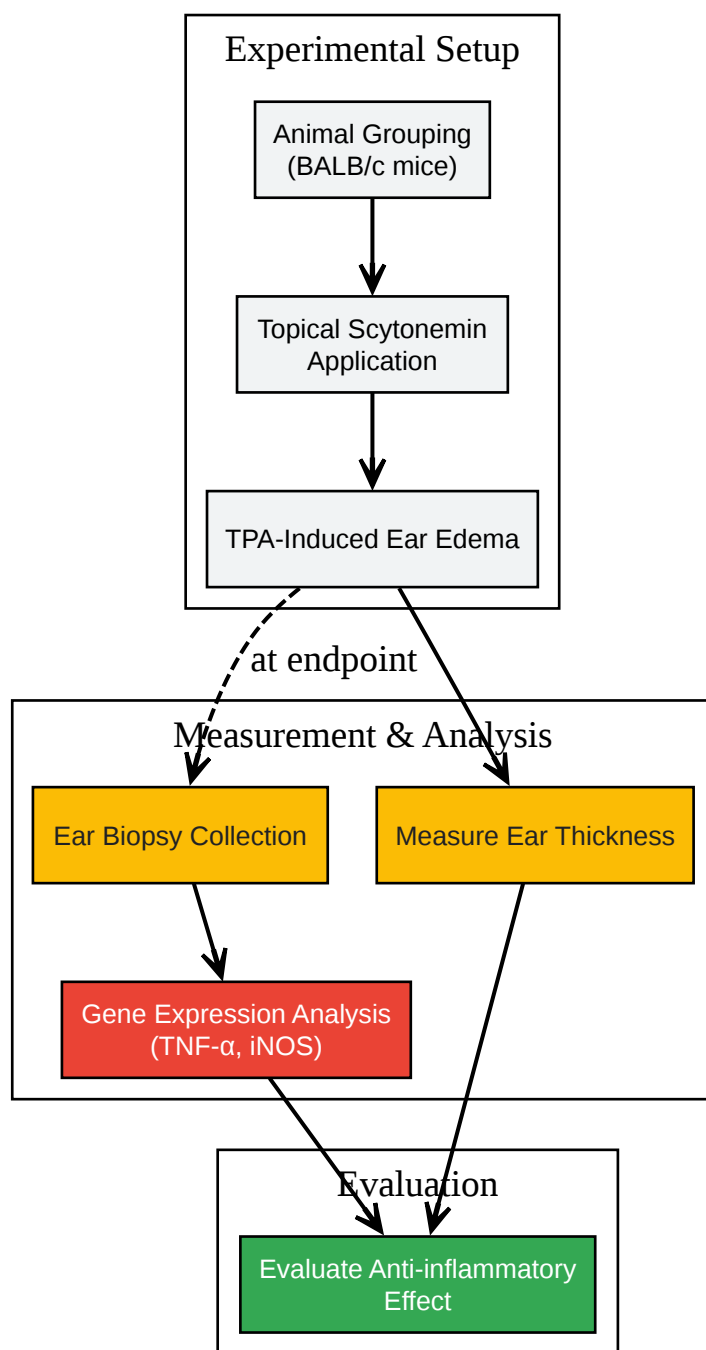 Experimental Setup
Animal Grouping
(BALB/c mice)
Topical Scytonemin
Application
TPA-Induced Ear Edema
at endpoint
Measurement & Analysis
Ear Biopsy Collection
Measure Ear Thickness
Gene Expression Analysis
(TNF-α, iNOS)
Evaluation
Evaluate Anti-inflammatory
Effect